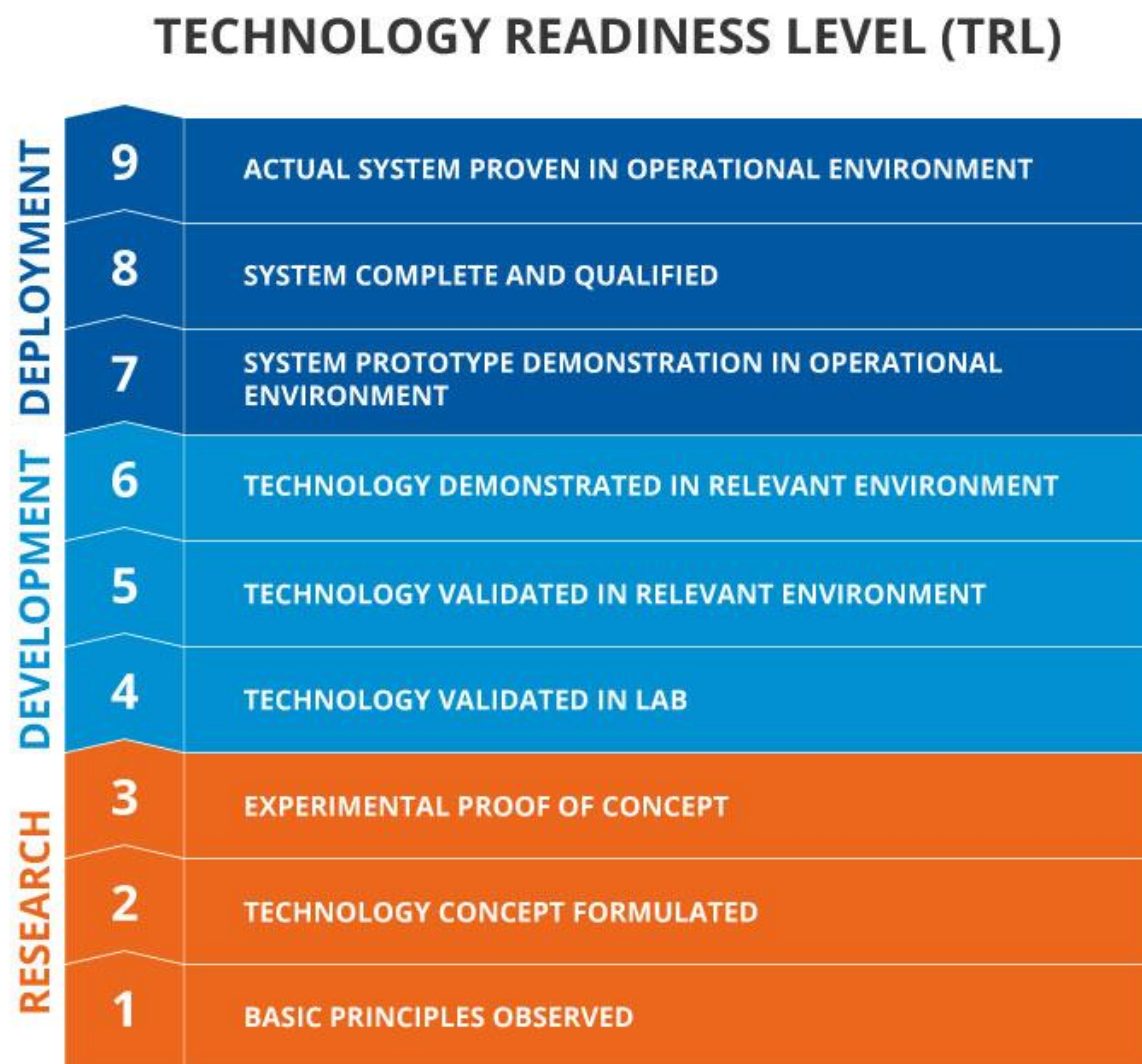 TECHNOLOGY READINESS LEVEL (TRL)
DEPLOYMENT
9
ACTUAL SYSTEM PROVEN IN OPERATIONAL ENVIRONMENT
8
SYSTEM COMPLETE AND QUALIFIED
7
SYSTEM PROTOTYPE DEMONSTRATION IN OPERATIONAL
ENVIRONMENT
DEVELOPMENT
6
TECHNOLOGY DEMONSTRATED IN RELEVANT ENVIRONMENT
5
TECHNOLOGY VALIDATED IN RELEVANT ENVIRONMENT
4
TECHNOLOGY VALIDATED IN LAB
RESEARCH
3
EXPERIMENTAL PROOF OF CONCEPT
2
TECHNOLOGY CONCEPT FORMULATED
1
BASIC PRINCIPLES OBSERVED